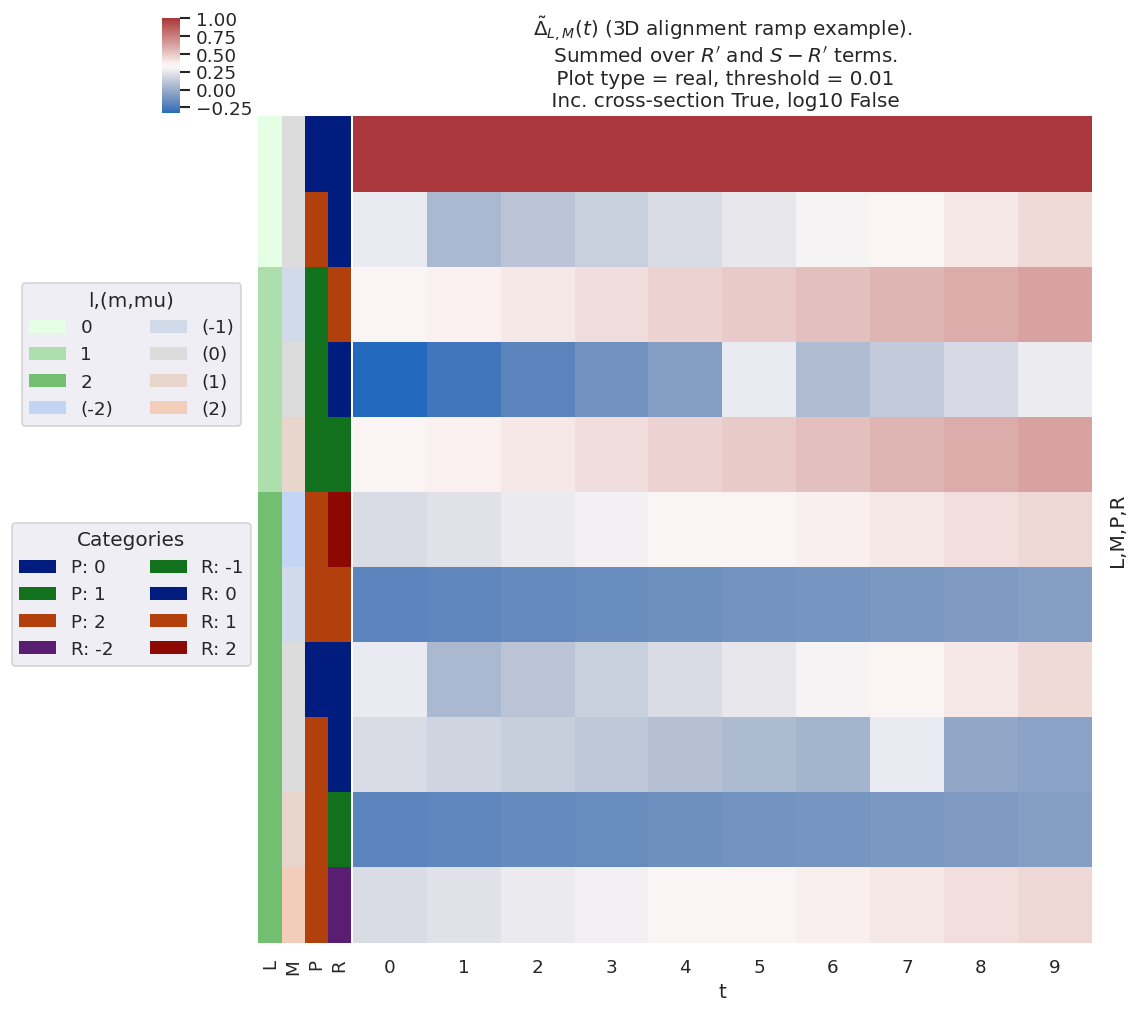 1.00
0.75
0.50
0.25
0.00
−0.25
Δ̃_{L,M}(t) (3D alignment ramp example).
Summed over R′ and S − R′ terms.
Plot type = real, threshold = 0.01
Inc. cross-section True, log10 False
l,(m,mu)
0 (-1)
1 (0)
2 (1)
(-2) (2)
Categories
P: 0 R: -1
P: 1 R: 0
P: 2 R: 1
R: -2 R: 2
L,M,P,R
L M P R 0 1 2 3 4 5 6 7 8 9
t